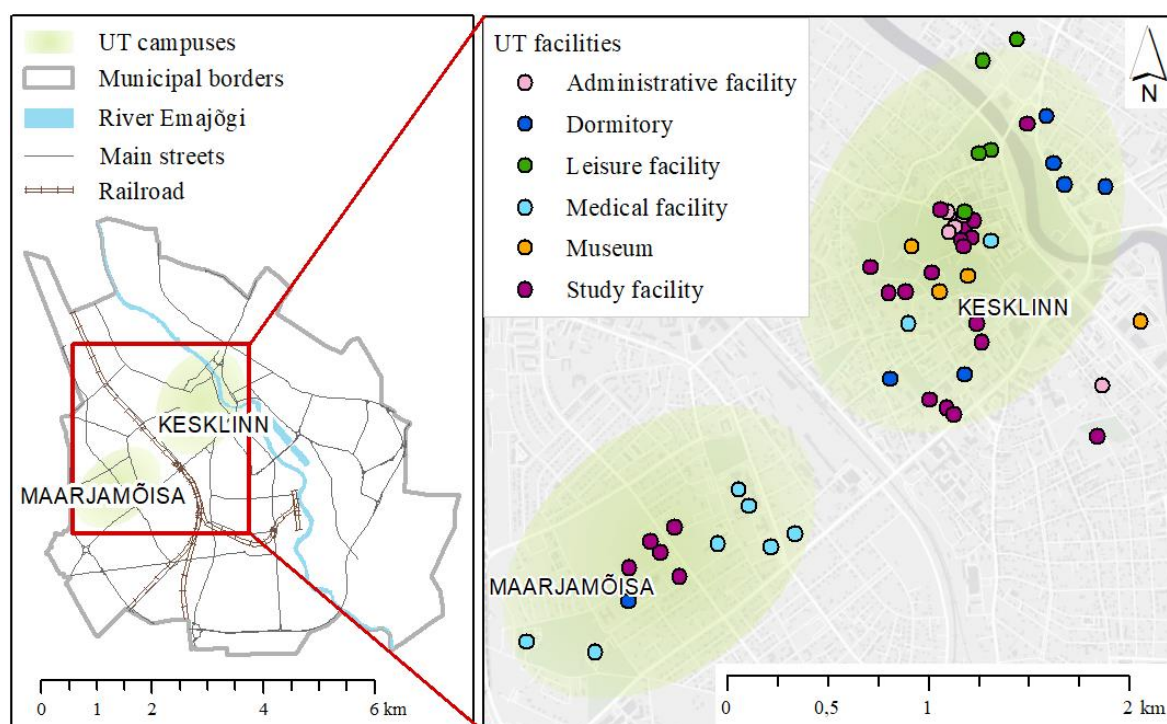 UT campuses
Municipal borders
River Emajõgi
Main streets
Railroad
KESKLINN
MAARJAMÕISA
0 1 2 4 6 km
UT facilities
Administrative facility
Dormitory
Leisure facility
Medical facility
Museum
Study facility
N
KESKLINN
MAARJAMÕISA
0 0,5 1 2 km